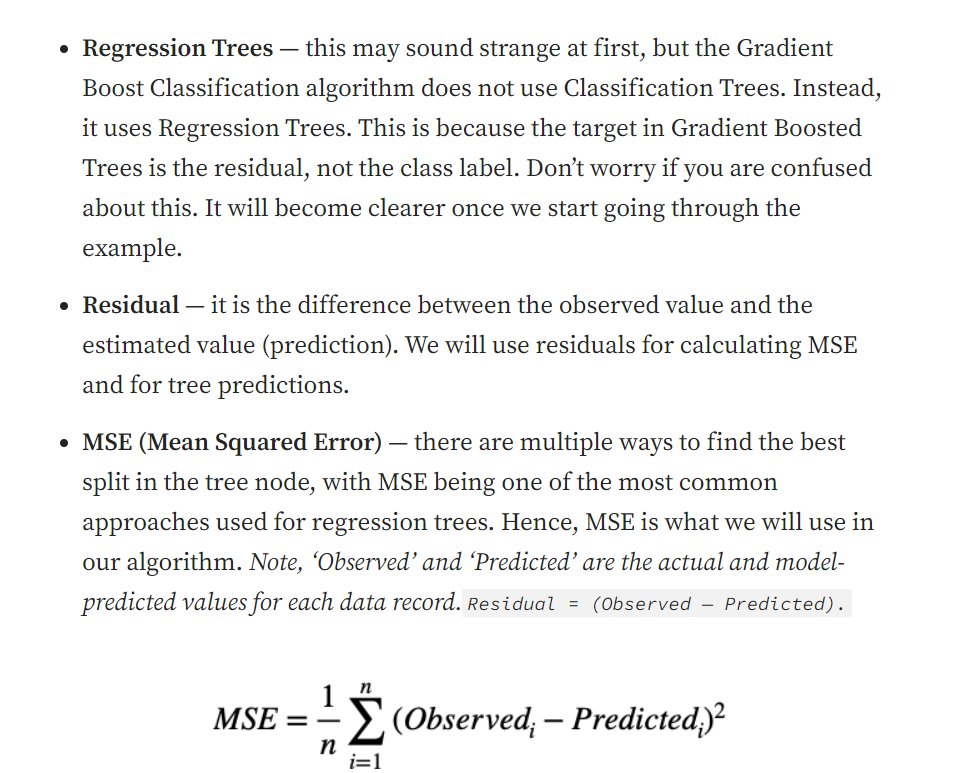 • Regression Trees — this may sound strange at first, but the Gradient
Boost Classification algorithm does not use Classification Trees. Instead,
it uses Regression Trees. This is because the target in Gradient Boosted
Trees is the residual, not the class label. Don’t worry if you are confused
about this. It will become clearer once we start going through the
example.
• Residual — it is the difference between the observed value and the
estimated value (prediction). We will use residuals for calculating MSE
and for tree predictions.
• MSE (Mean Squared Error) — there are multiple ways to find the best
split in the tree node, with MSE being one of the most common
approaches used for regression trees. Hence, MSE is what we will use in
our algorithm. Note, ‘Observed’ and ‘Predicted’ are the actual and model-
predicted values for each data record. Residual = (Observed — Predicted).
MSE = 1/n ∑_{i=1}^{n} (Observed_i − Predicted_i)²